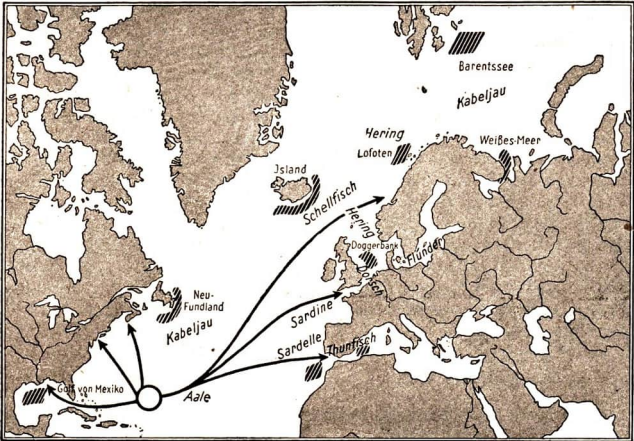 Barentssee
Kabeljau
Hering
Lofoten
Weißes-Meer
Jsland
Schellfisch
Hering
Doggerbank
Flunder
Dorsch
Neu-
Fundland
Kabeljau
Sardine
Sardelle
Thunfisch
Golf von Mexiko
Aale